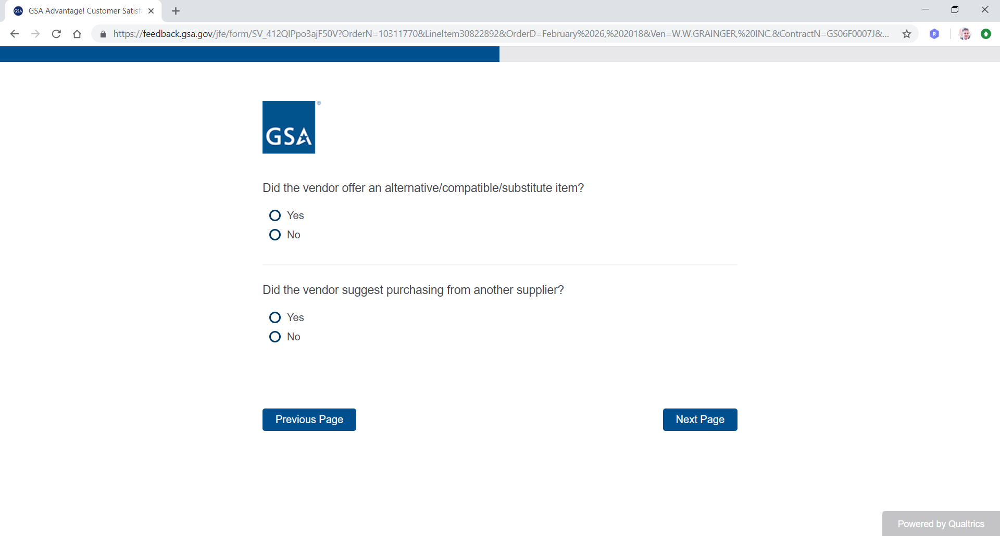 GSA GSA Advantage! Customer Satisf
https://feedback.gsa.gov/jfe/form/SV_412QIPpo3ajF50V?OrderN=10311770&LineItem30822892&OrderD=February%2026,%202018&Ven=W.W.GRAINGER,%20INC.&ContractN=GS06F0007J&... R
GSA ®
Did the vendor offer an alternative/compatible/substitute item?
Yes
No
Did the vendor suggest purchasing from another supplier?
Yes
No
Previous Page Next Page
Powered by Qualtrics